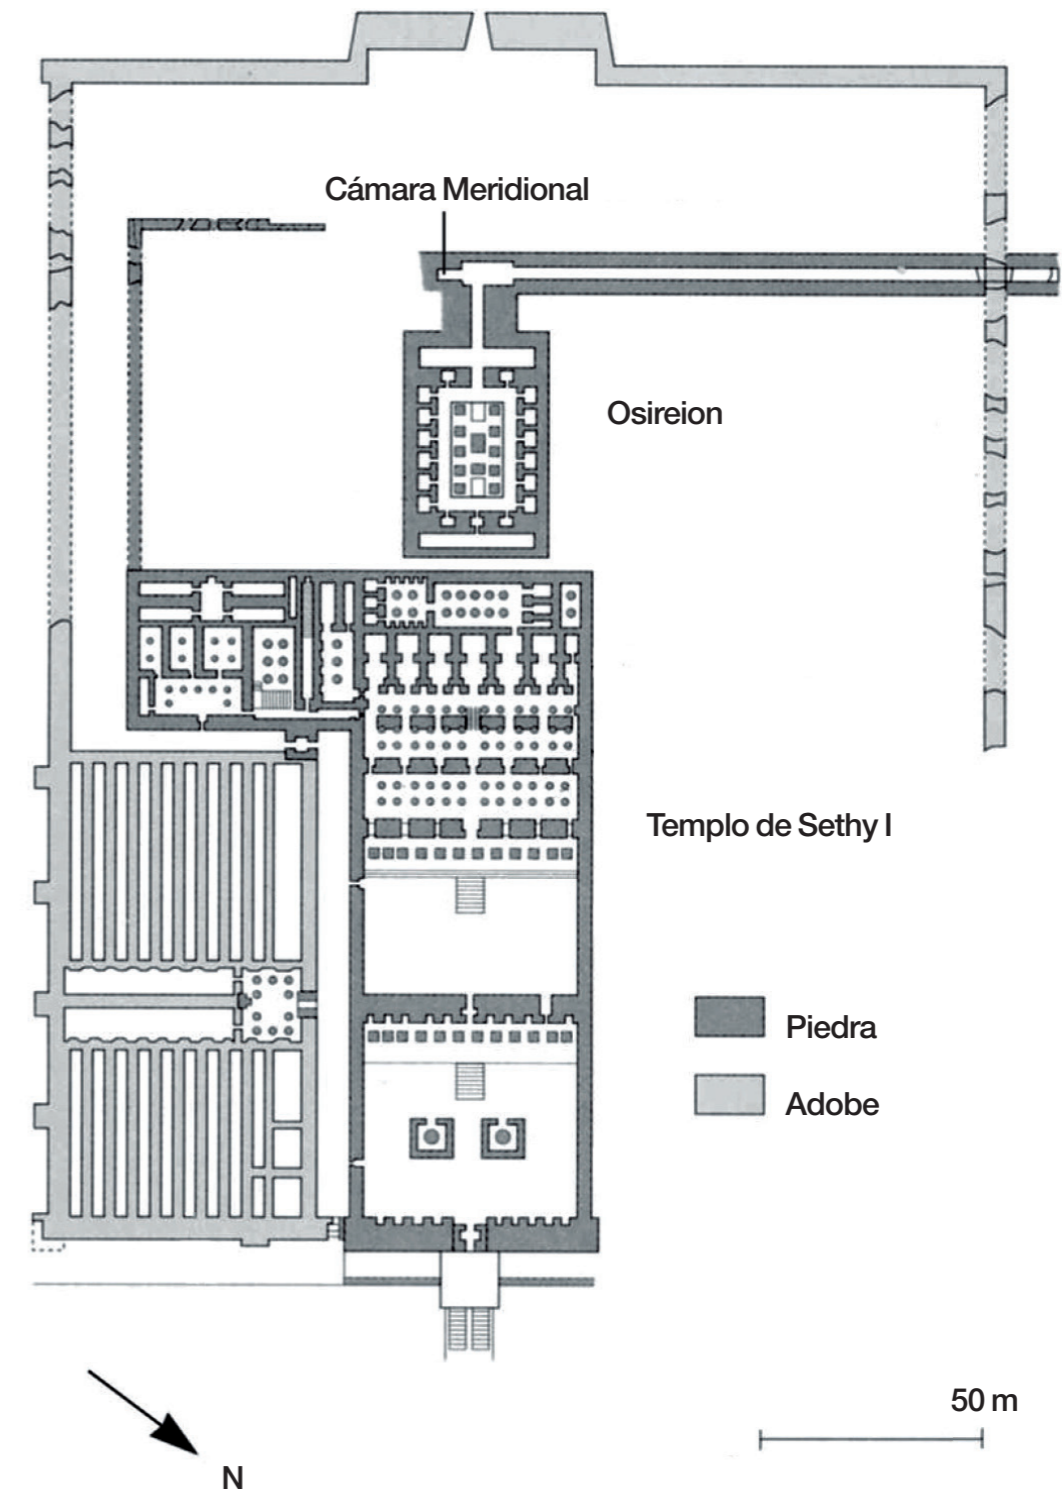 Cámara Meridional
Osireion
Templo de Sethy I
Piedra
Adobe
50 m
N